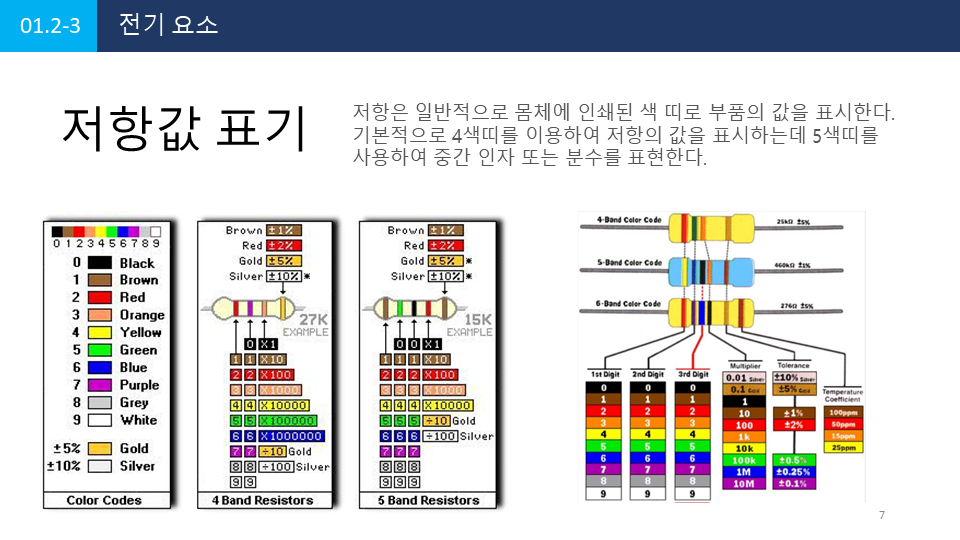 01.2-3
전기 요소
저항값 표기
저항은 일반적으로 몸체에 인쇄된 색 띠로 부품의 값을 표시한다.
기본적으로 4색띠를 이용하여 저항의 값을 표시하는데 5색띠를
사용하여 중간 인자 또는 분수를 표현한다.
0 1 2 3 4 5 6 7 8 9
0 Black
1 Brown
2 Red
3 Orange
4 Yellow
5 Green
6 Blue
7 Purple
8 Grey
9 White
±5% Gold
±10% Silver
Color Codes
Brown ±1%
Red ±2%
Gold ±5%
Silver ±10% *
27K
EXAMPLE
0 X1
1 1 X10
2 2 X100
3 3 X1000
4 4 X10000
5 5 X100000
6 6 X1000000
7 7 ÷10 Gold
8 8 ÷100 Silver
9 9
4 Band Resistors
Brown ±1%
Red ±2%
Gold ±5% *
Silver ±10% *
15K
EXAMPLE
0 0 X1
1 1 1 X10
2 2 2 X100
3 3 3 X1000
4 4 4 X10000
5 5 5 ÷10 Gold
6 6 6 ÷100 Silver
7 7 7
8 8 8
9 9 9
5 Band Resistors
4-Band Color Code 25kΩ ±5%
5-Band Color Code 460kΩ ±1%
6-Band Color Code 276Ω ±5%
1st Digit 2nd Digit 3rd Digit Multiplier Tolerance Temperature Coefficient
0 0 0 0.01 Silver ±10% Silver
1 1 1 0.1 Gold ±5% Gold
2 2 2 1
3 3 3 10 ±1% 100ppm
4 4 4 100 ±2% 50ppm
5 5 5 1k 15ppm
6 6 6 10k 25ppm
7 7 7 100k ±0.5%
8 8 8 1M ±0.25%
9 9 9 10M ±0.1%
7